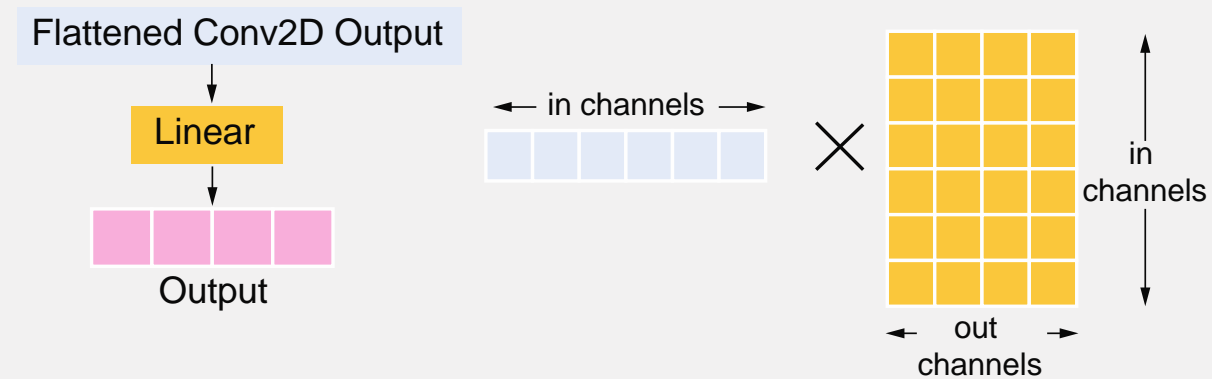 Flattened Conv2D Output
Linear
Output
in channels
in
channels
out
channels